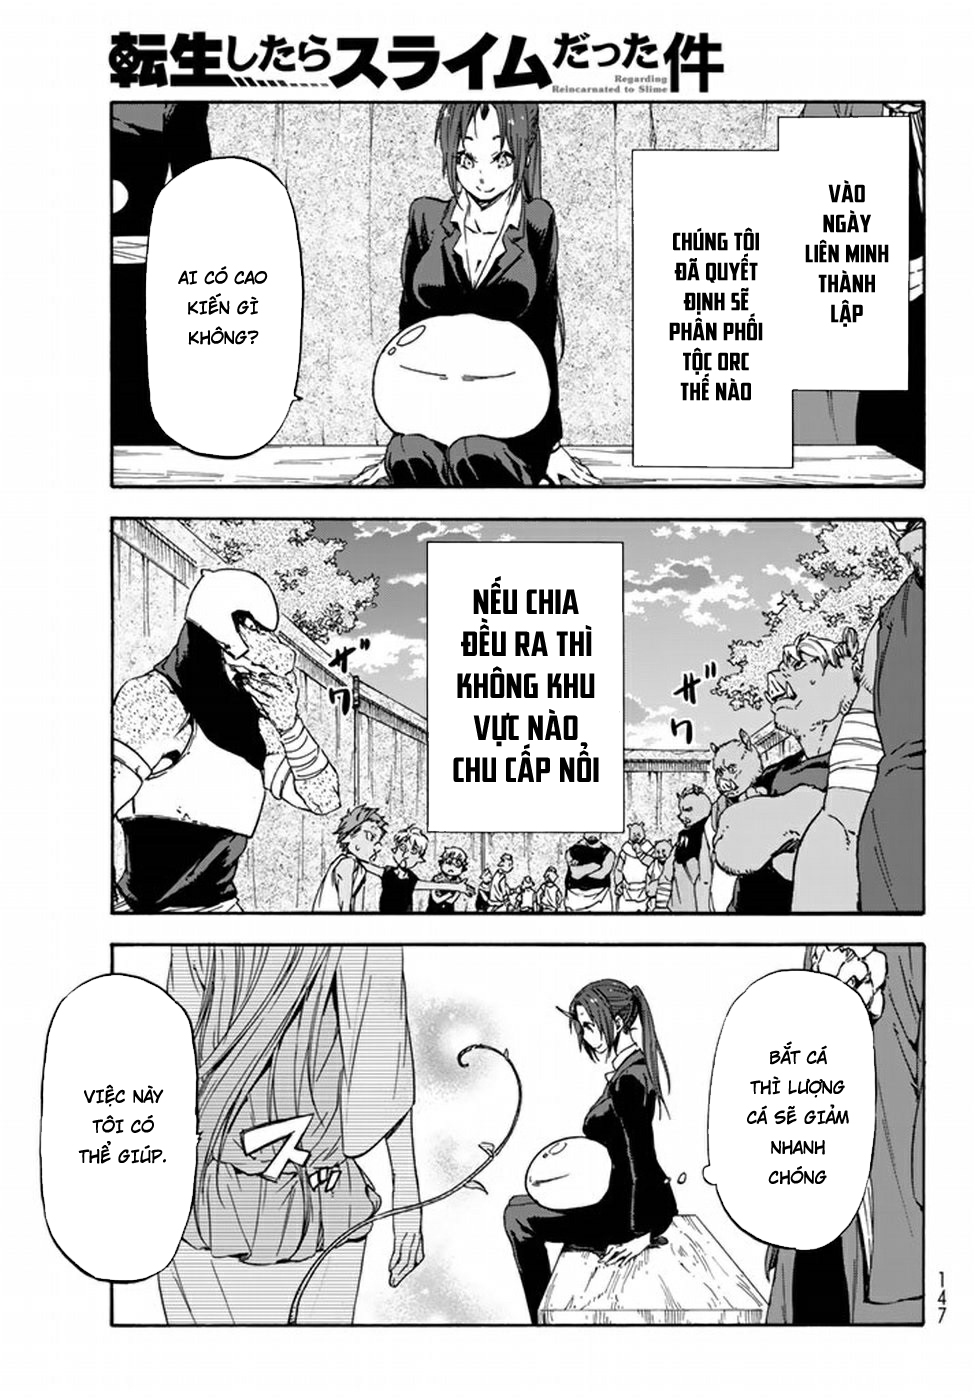 転生したらスライムだった件
Regarding
Reincarnated to Slime
VÀO
NGÀY
LIÊN MINH
THÀNH
LẬP
CHÚNG TÔI
ĐÃ QUYẾT
ĐỊNH SẼ
PHÂN PHỐI
TỘC ORC
THẾ NÀO
AI CÓ CAO
KIẾN GÌ
KHÔNG?
NẾU CHIA
ĐỀU RA THÌ
KHÔNG KHU
VỰC NÀO
CHU CẤP NỔI
ザワ
ザワ
BẮT CÁ
THÌ LƯỢNG
CÁ SẼ GIẢM
NHANH
CHÓNG
VIỆC NÀY
TÔI CÓ
THỂ GIÚP.
147